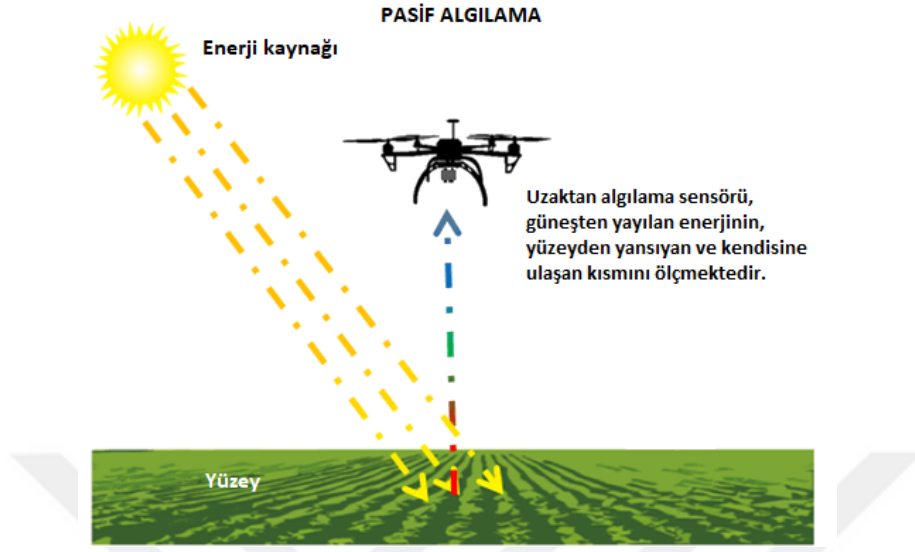 PASİF ALGILAMA
Enerji kaynağı
Uzaktan algılama sensörü,
güneşten yayılan enerjinin,
yüzeyden yansıyan ve kendisine
ulaşan kısmını ölçmektedir.
Yüzey